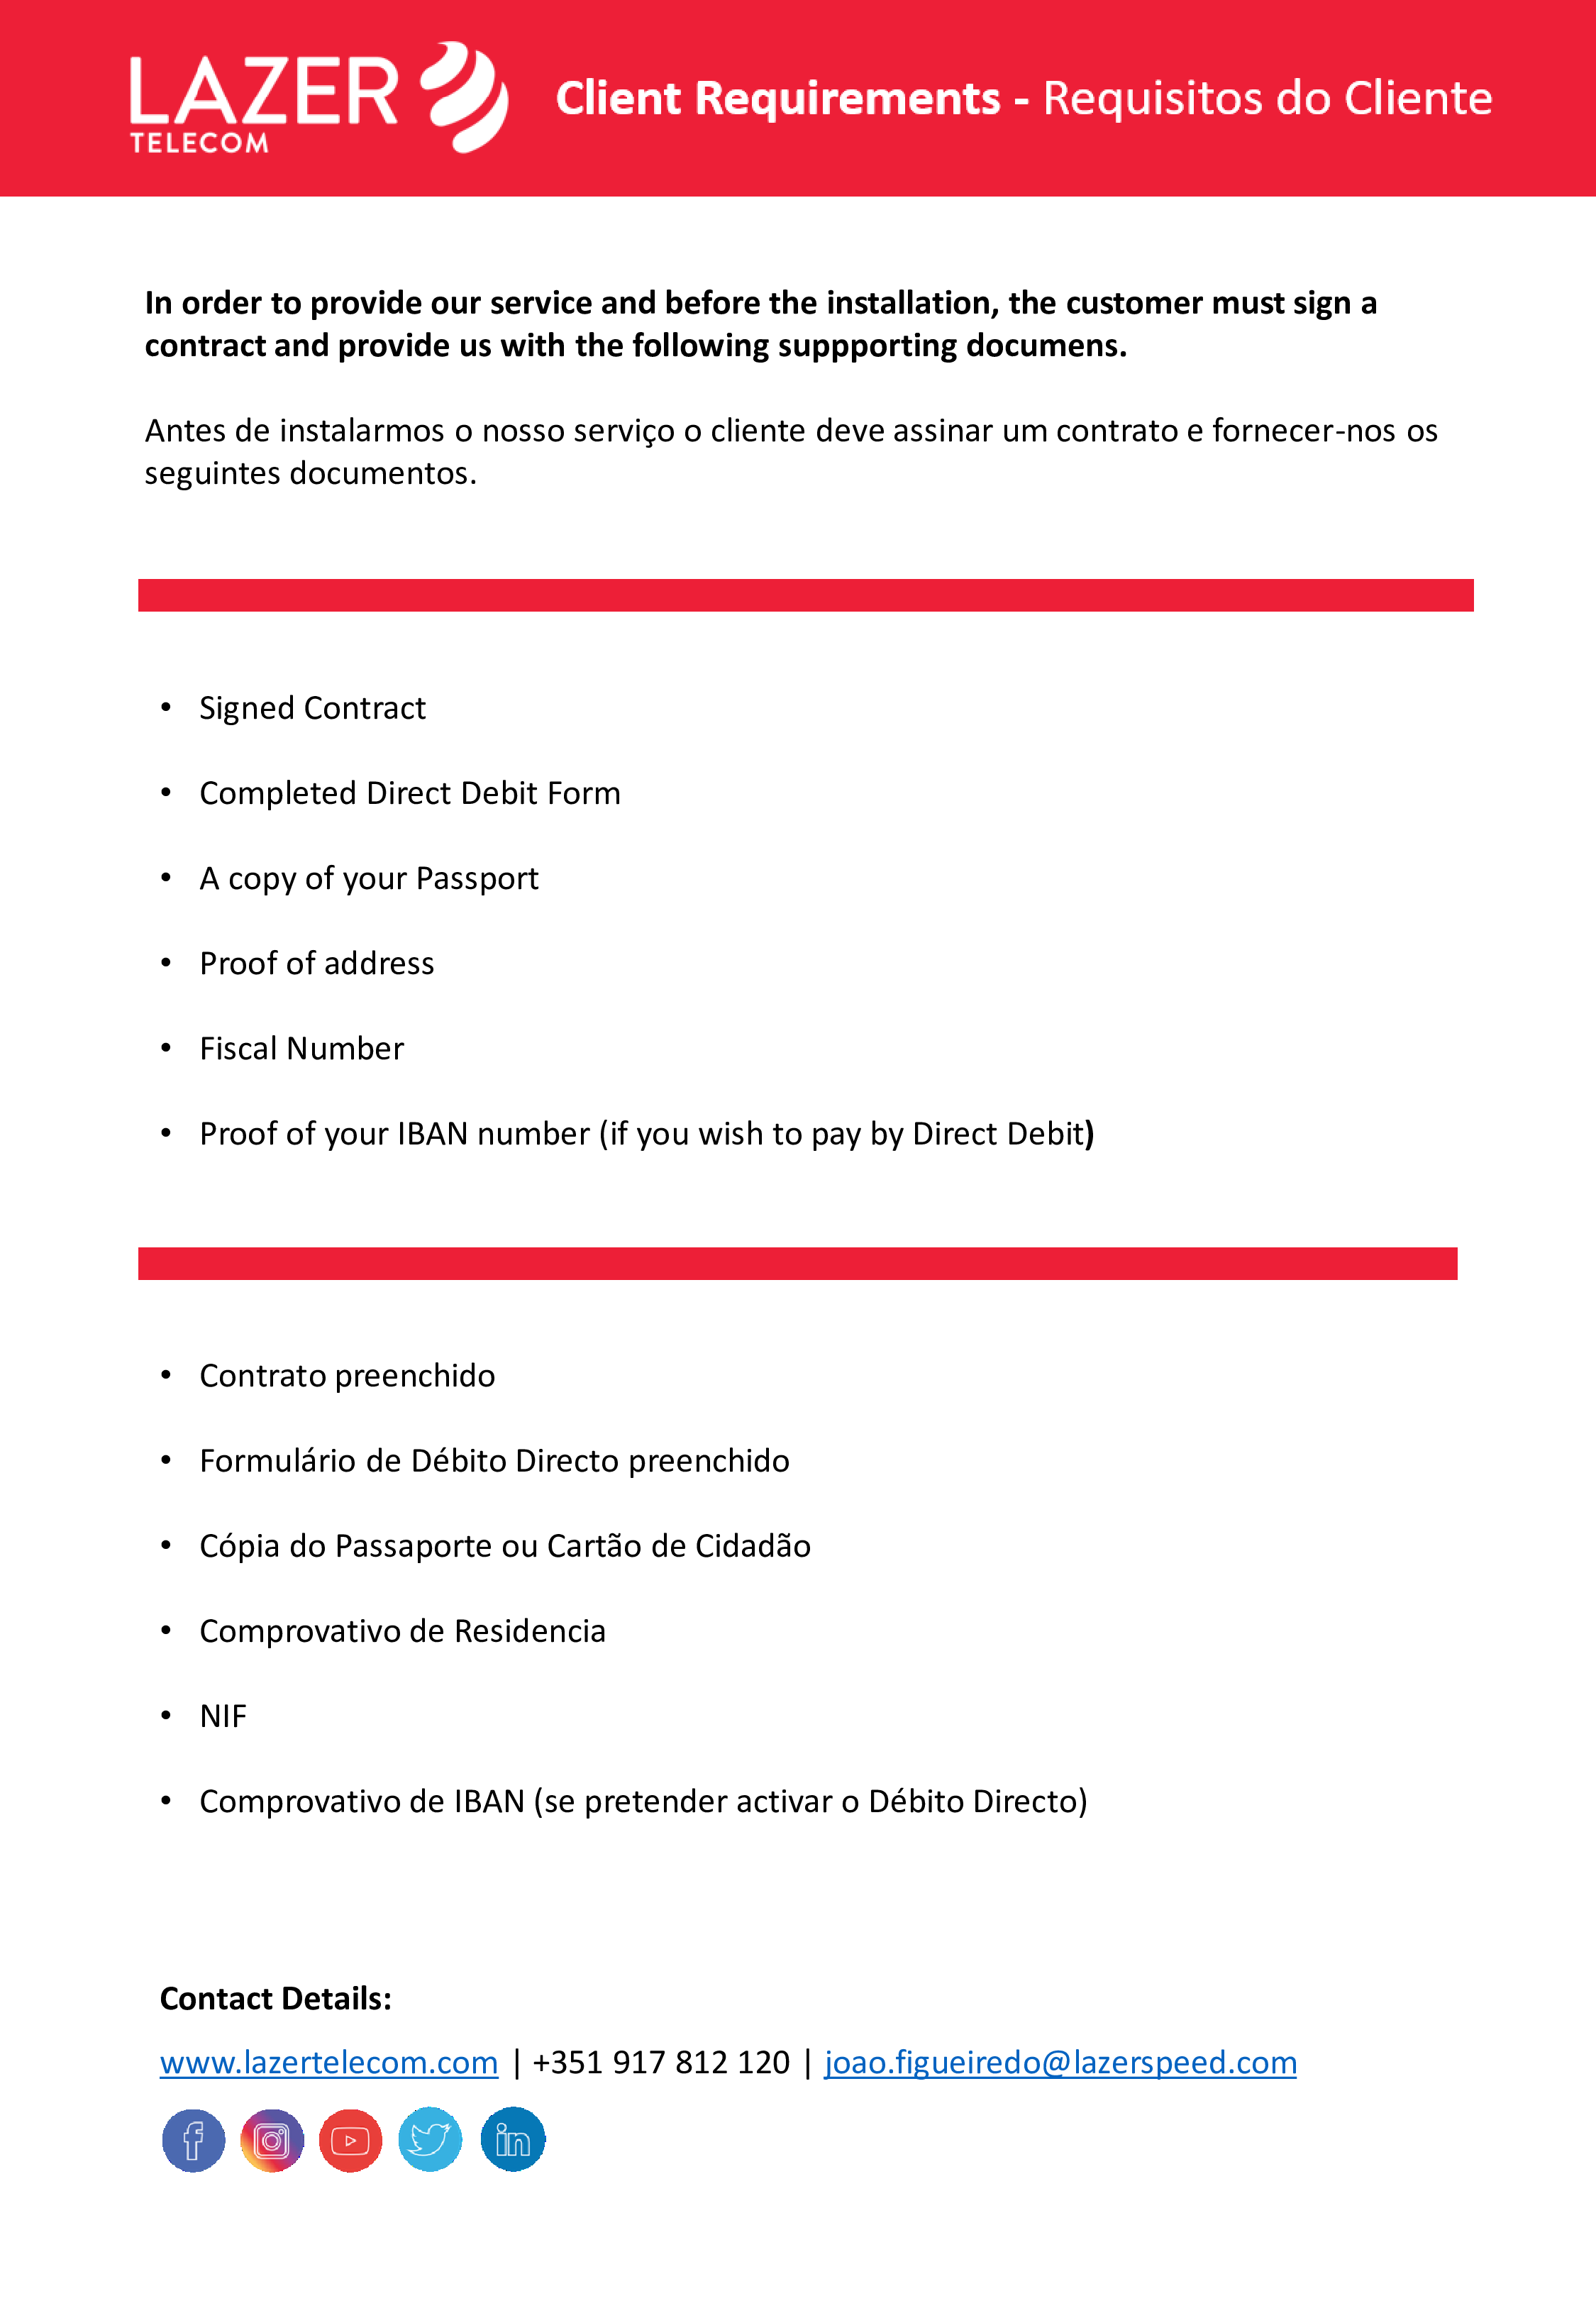 LAZER
TELECOM
Client Requirements - Requisitos do Cliente
In order to provide our service and before the installation, the customer must sign a
contract and provide us with the following suppporting documens.
Antes de instalarmos o nosso serviço o cliente deve assinar um contrato e fornecer-nos os
seguintes documentos.
• Signed Contract
• Completed Direct Debit Form
• A copy of your Passport
• Proof of address
• Fiscal Number
• Proof of your IBAN number (if you wish to pay by Direct Debit)
• Contrato preenchido
• Formulário de Débito Directo preenchido
• Cópia do Passaporte ou Cartão de Cidadão
• Comprovativo de Residencia
• NIF
• Comprovativo de IBAN (se pretender activar o Débito Directo)
Contact Details:
www.lazertelecom.com | +351 917 812 120 | joao.figueiredo@lazerspeed.com